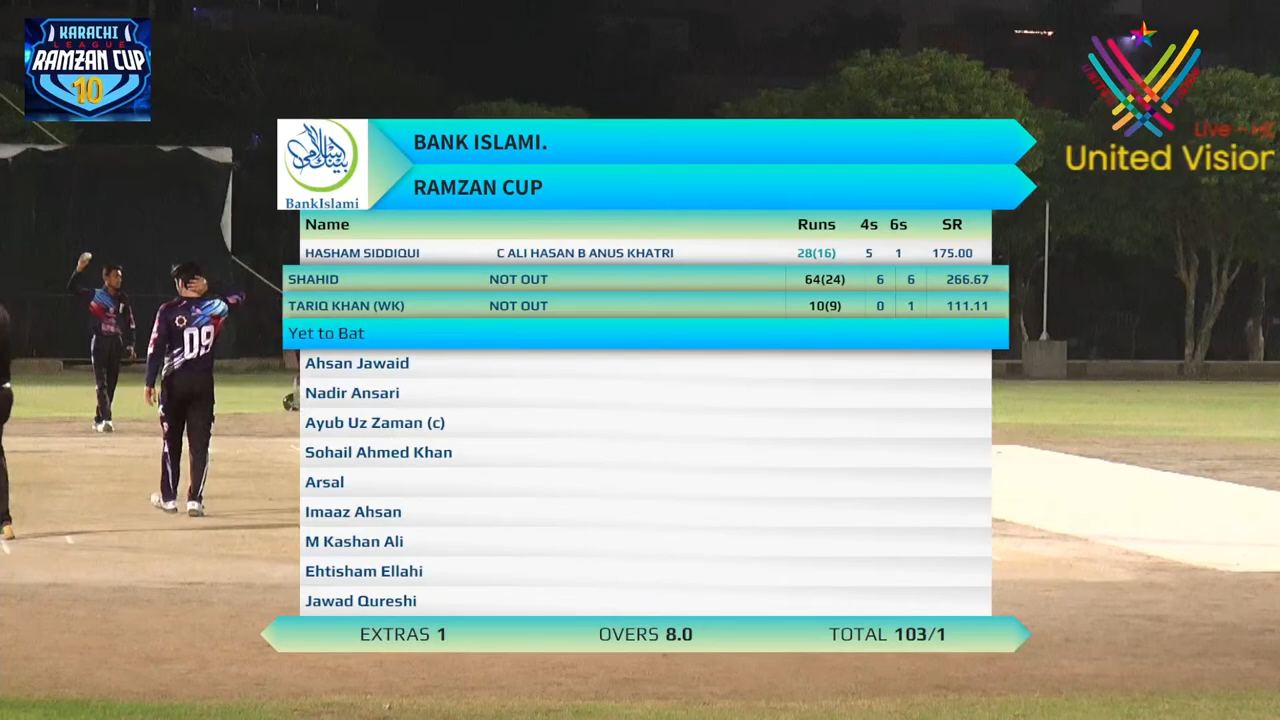 KARACHI
LEAGUE
RAMZAN CUP
10
Live - H
United Vision
BankIslami
BANK ISLAMI.
RAMZAN CUP
Name Runs 4s 6s SR
HASHAM SIDDIQUI C ALI HASAN B ANUS KHATRI 28(16) 5 1 175.00
SHAHID NOT OUT 64(24) 6 6 266.67
TARIQ KHAN (WK) NOT OUT 10(9) 0 1 111.11
Yet to Bat
Ahsan Jawaid
Nadir Ansari
Ayub Uz Zaman (c)
Sohail Ahmed Khan
Arsal
Imaaz Ahsan
M Kashan Ali
Ehtisham Ellahi
Jawad Qureshi
EXTRAS 1 OVERS 8.0 TOTAL 103/1
09